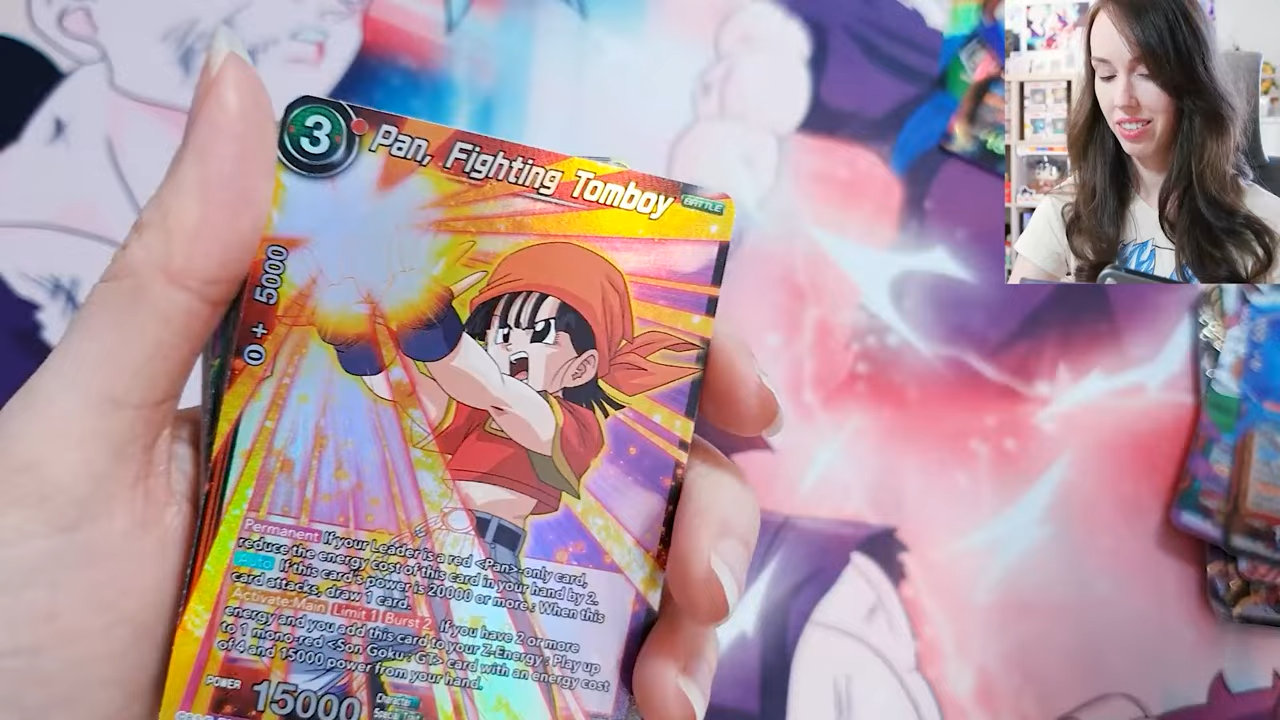 3
Pan, Fighting Tomboy
BATTLE
0 + 5000
Permanent If your Leader is a red <Pan>-only card,
reduce the energy cost of this card in your hand by 2.
Auto If this card's power is 20000 or more : When this
card attacks, draw 1 card.
Activate:Main Limit 1 Burst 2 If you have 2 or more
energy and you add this card to your Z-Energy : Play up
to 1 mono-red <Son Goku : GT> card with an energy cost
of 4 and 15000 power from your hand.
POWER
15000
Character
Special Trait